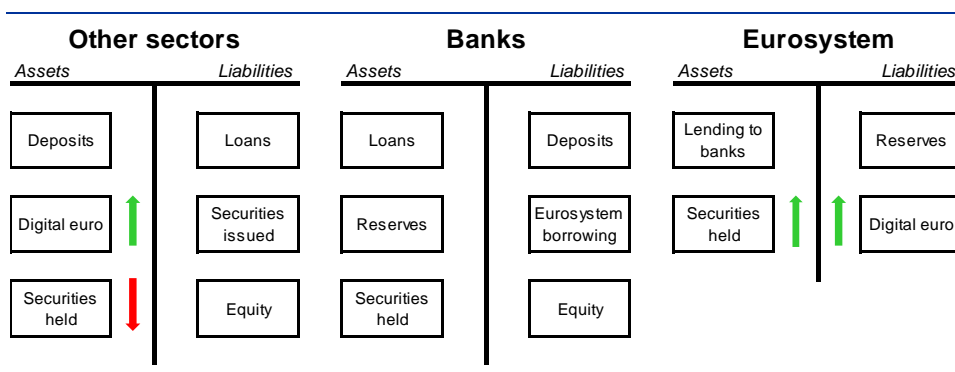 Other sectors
Banks
Eurosystem
Assets
Liabilities
Assets
Liabilities
Assets
Liabilities
Deposits
Loans
Loans
Deposits
Lending to
banks
Reserves
Digital euro
Securities
issued
Reserves
Eurosystem
borrowing
Securities
held
Digital euro
Securities
held
Equity
Securities
held
Equity